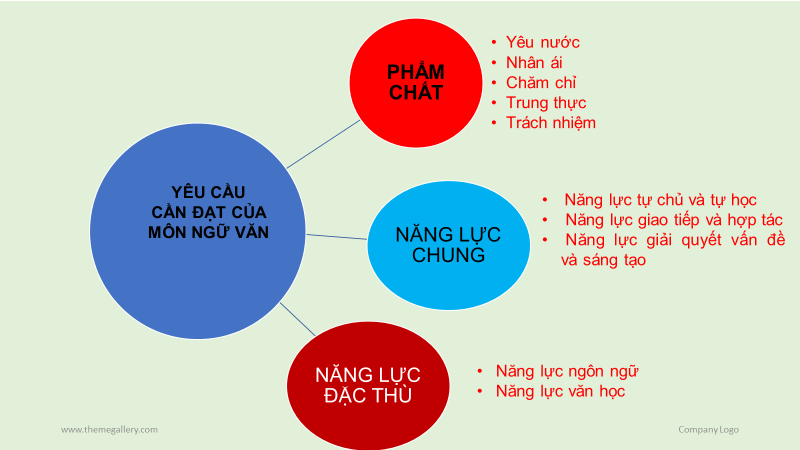 PHẨM
CHẤT
• Yêu nước
• Nhân ái
• Chăm chỉ
• Trung thực
• Trách nhiệm
YÊU CẦU
CẦN ĐẠT CỦA
MÔN NGỮ VĂN
NĂNG LỰC
CHUNG
• Năng lực tự chủ và tự học
• Năng lực giao tiếp và hợp tác
• Năng lực giải quyết vấn đề
và sáng tạo
NĂNG LỰC
ĐẶC THÙ
• Năng lực ngôn ngữ
• Năng lực văn học
www.themegallery.com
Company Logo